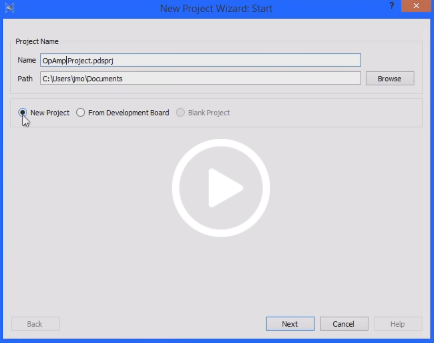 New Project Wizard: Start
?
Project Name
Name OpAmpProject.pdsprj
Path C:\Users\jmo\Documents Browse
New Project From Development Board Blank Project
Back Next Cancel Help